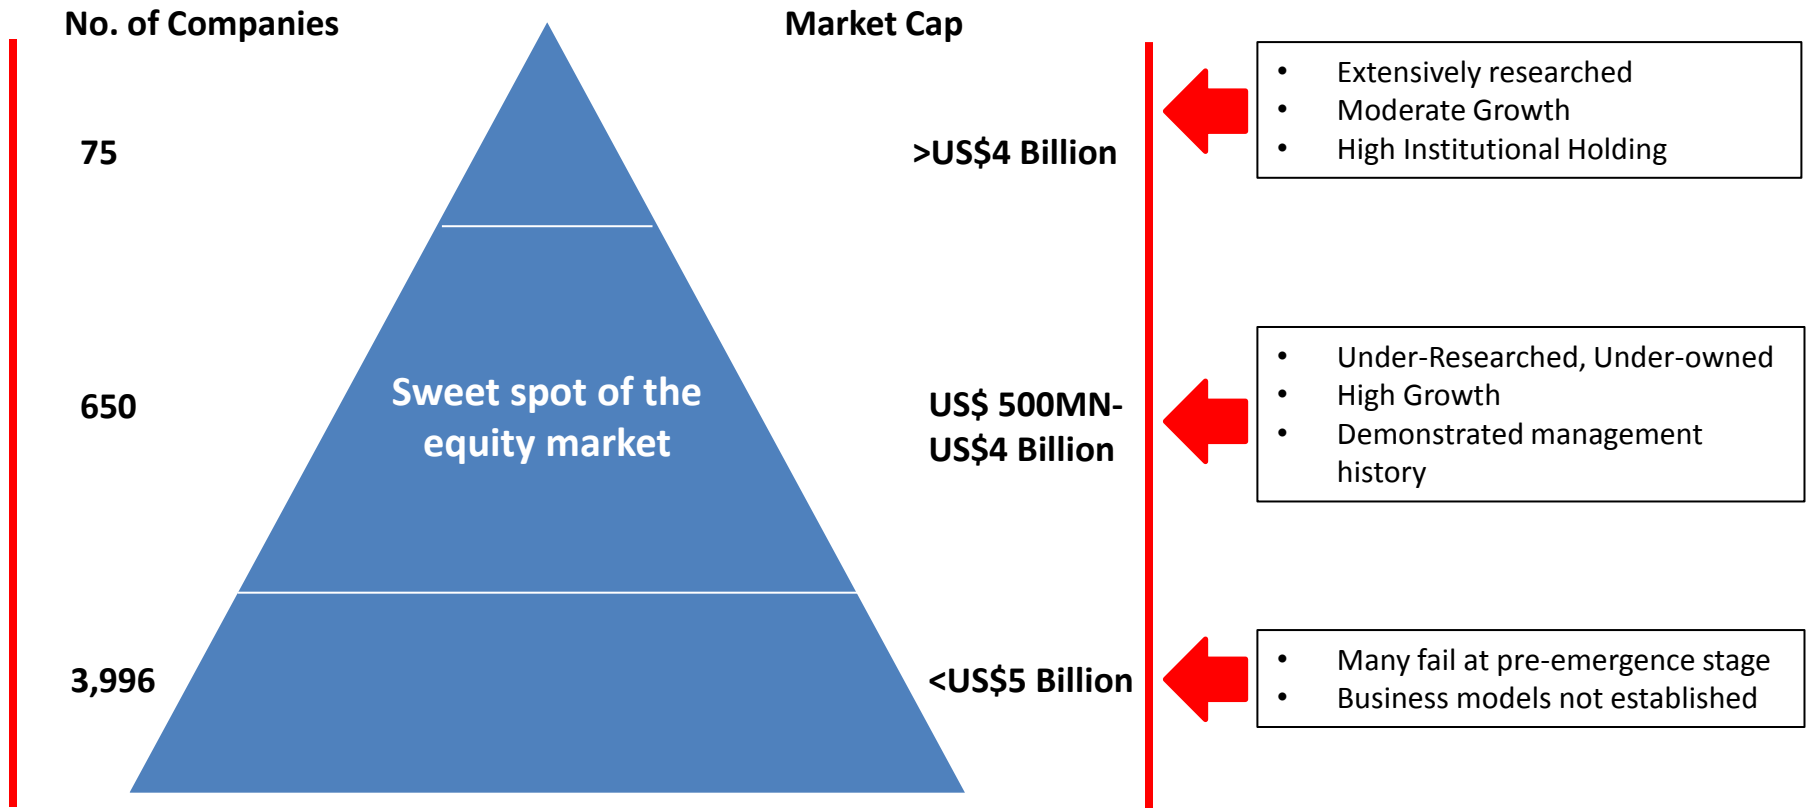 No. of Companies
Market Cap
75
>US$4 Billion
• Extensively researched
• Moderate Growth
• High Institutional Holding
650
Sweet spot of the
equity market
US$ 500MN-
US$4 Billion
• Under-Researched, Under-owned
• High Growth
• Demonstrated management
history
3,996
<US$5 Billion
• Many fail at pre-emergence stage
• Business models not established